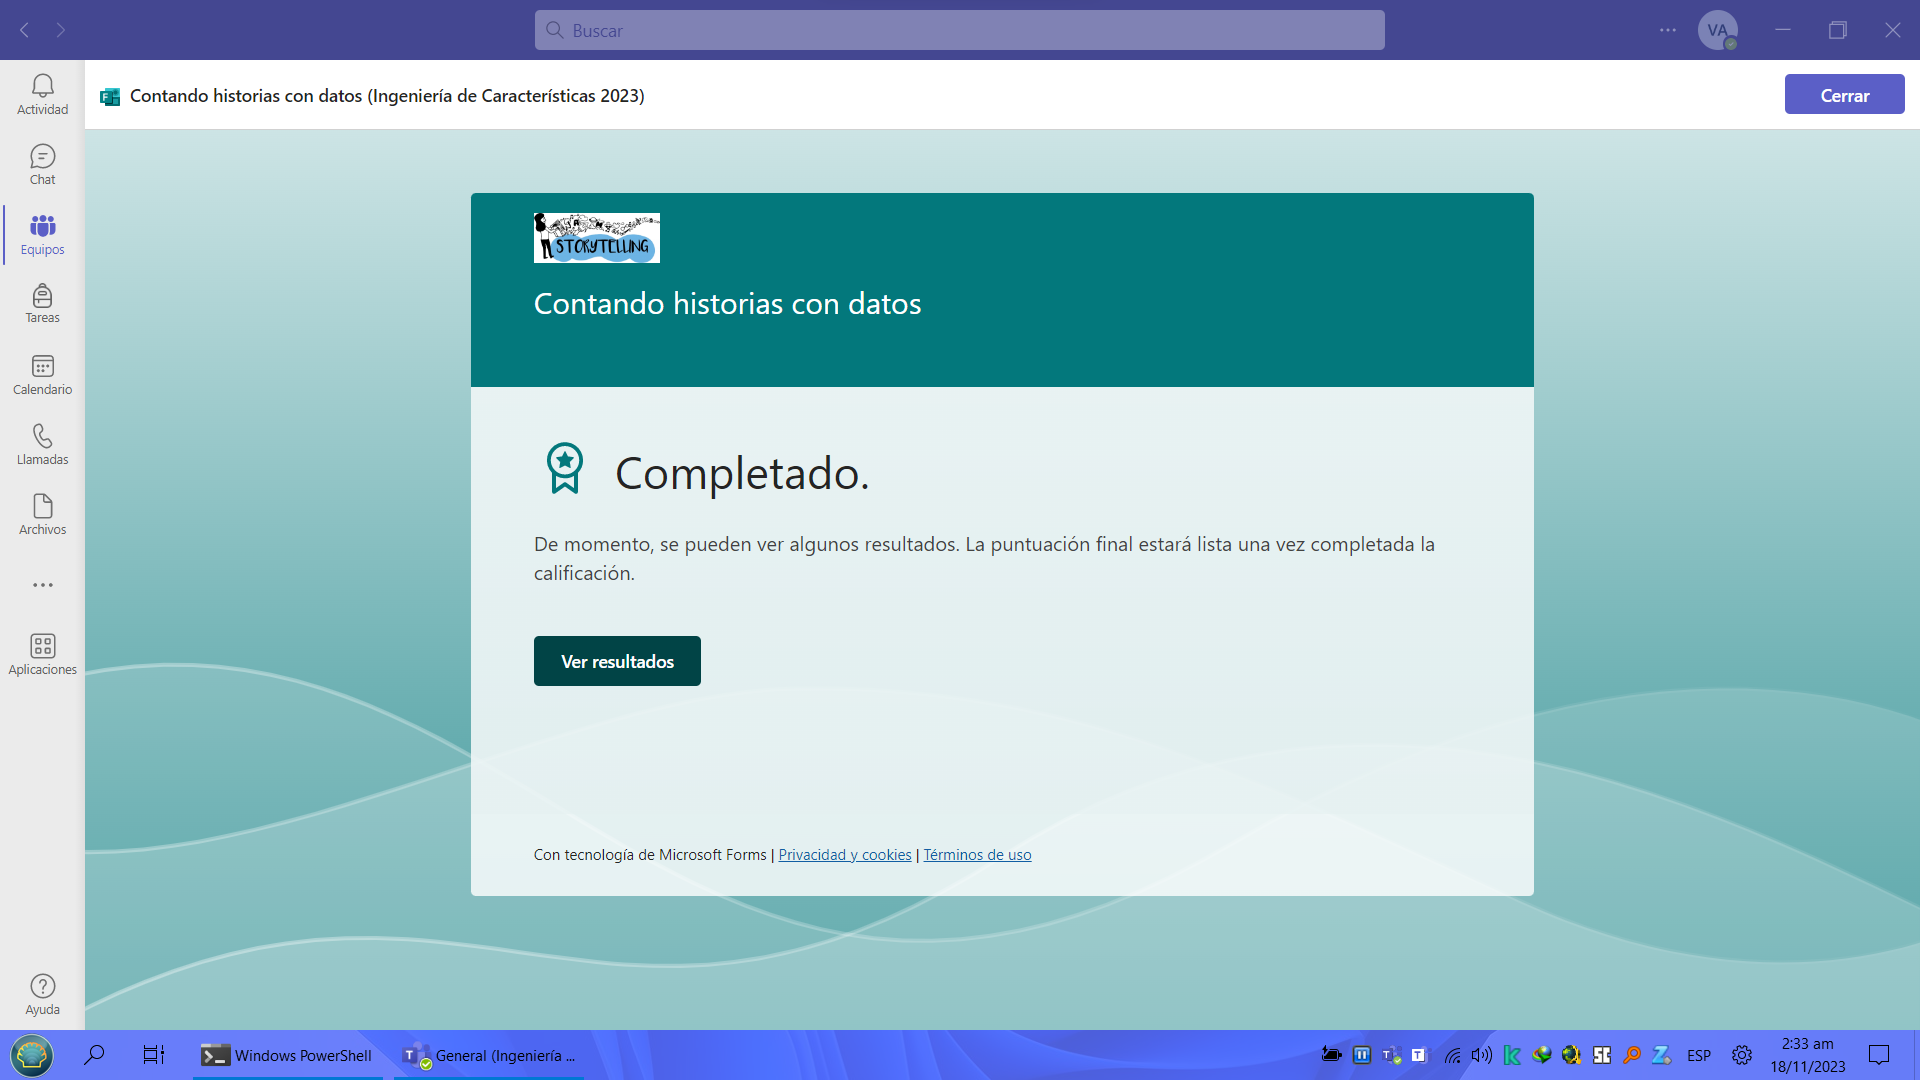 Buscar
VA
Actividad
Chat
Equipos
Tareas
Calendario
Llamadas
Archivos
Aplicaciones
Ayuda
Contando historias con datos (Ingeniería de Características 2023)
Cerrar
STORYTELLING
Contando historias con datos
Completado.
De momento, se pueden ver algunos resultados. La puntuación final estará lista una vez completada la
calificación.
Ver resultados
Con tecnología de Microsoft Forms | Privacidad y cookies | Términos de uso
Windows PowerShell
General (Ingeniería ...
ESP
2:33 am
18/11/2023